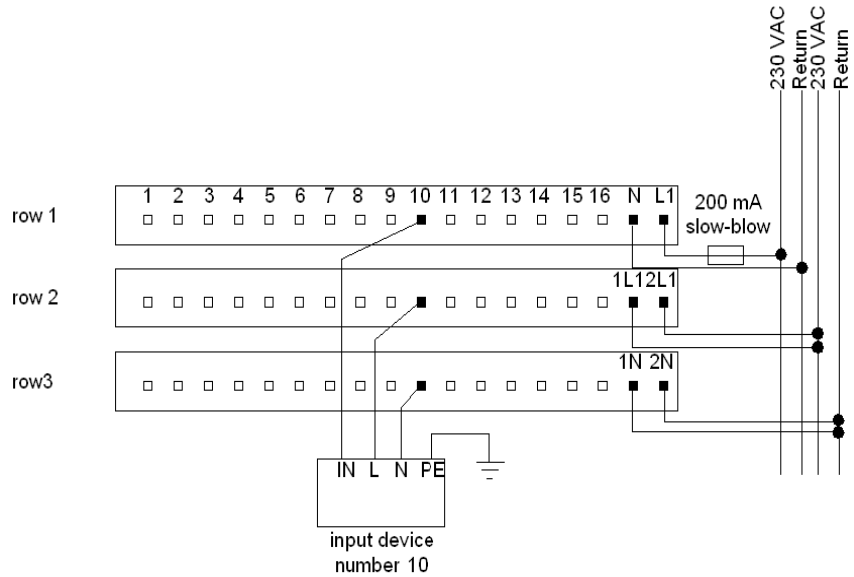 230 VAC
Return
230 VAC
Return
1 2 3 4 5 6 7 8 9 10 11 12 13 14 15 16 N L1
row 1
200 mA
slow-blow
row 2
1L12L1
row3
1N 2N
IN L N PE
input device
number 10